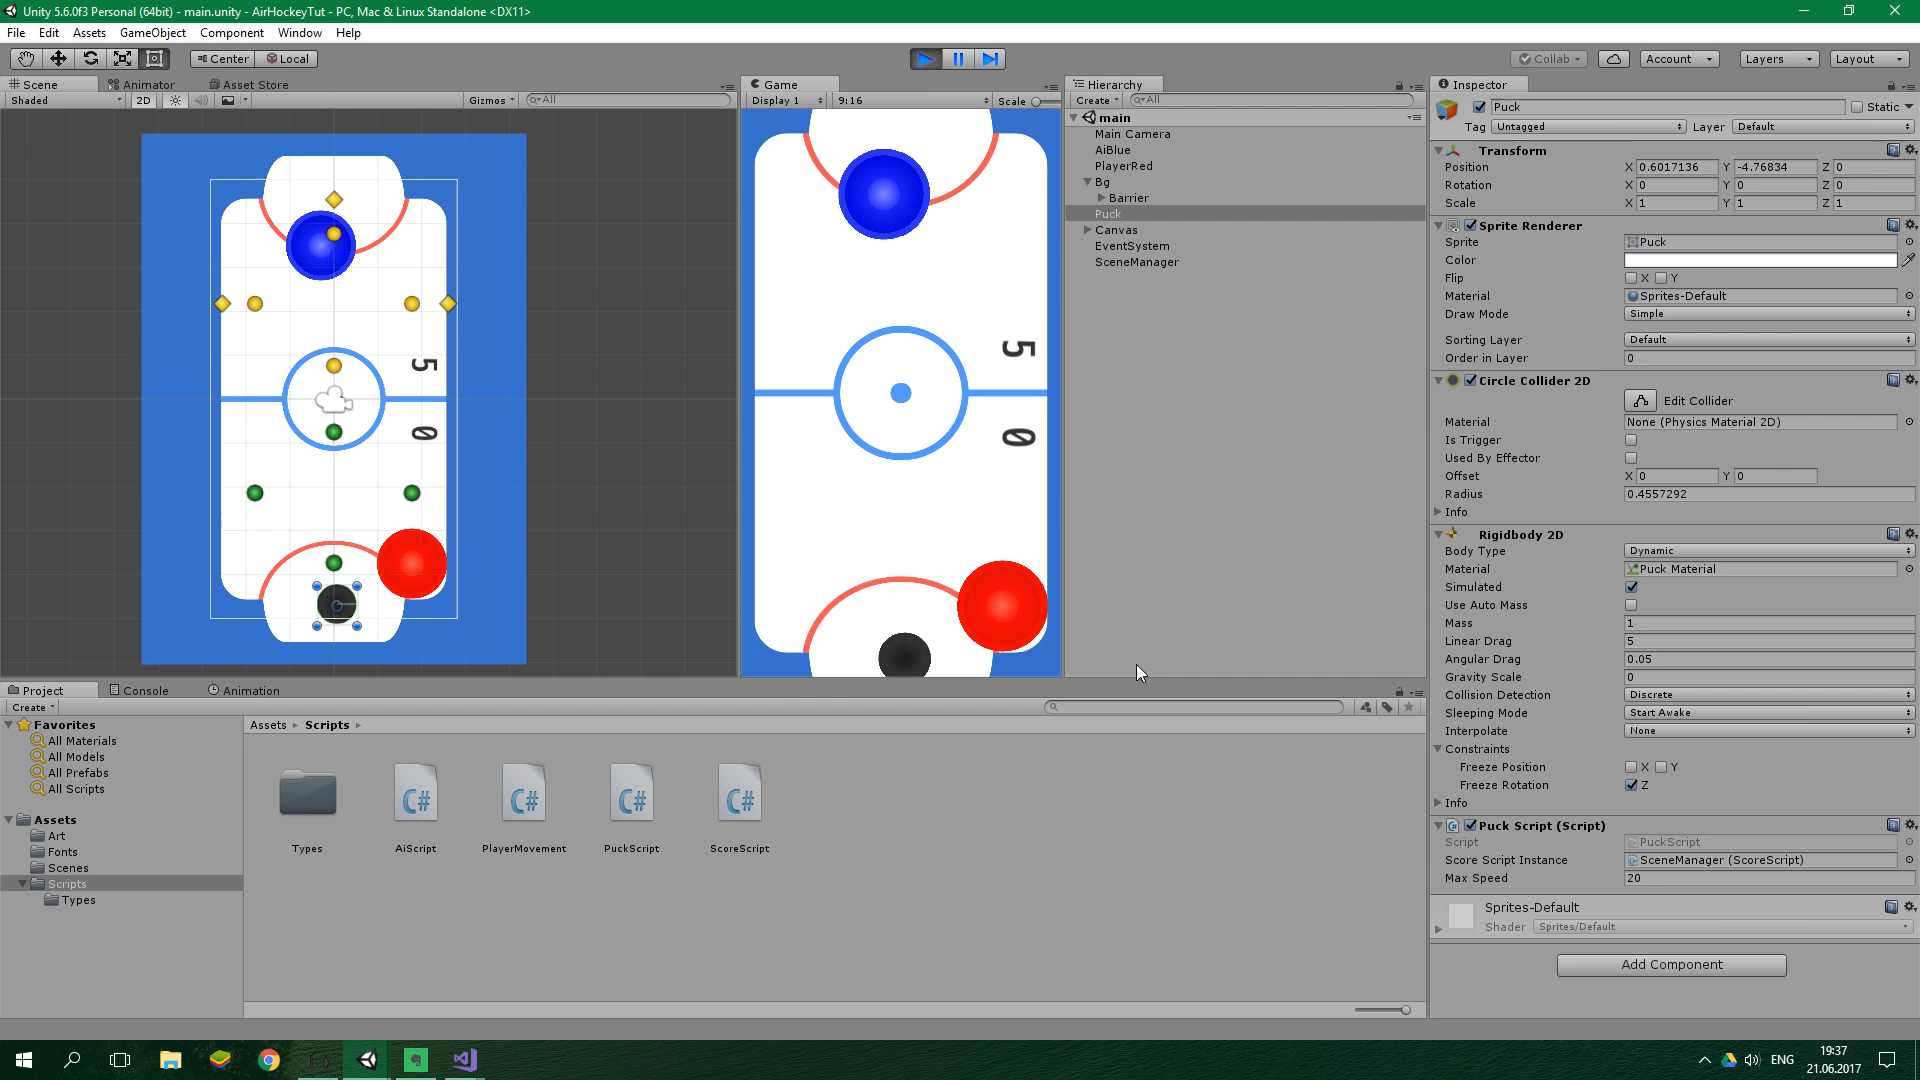 Unity 5.6.0f3 Personal (64bit) - main.unity - AirHockeyTut - PC, Mac & Linux Standalone <DX11>
File Edit Assets GameObject Component Window Help
Center Local Collab Account Layers Layout
Scene Animator Asset Store
Shaded 2D Gizmos All
5
0
Game
Display 1 9:16 Scale
5
0
Hierarchy
Create All
main
Main Camera
AiBlue
PlayerRed
Bg
Barrier
Puck
Canvas
EventSystem
SceneManager
Inspector
Puck Static
Tag Untagged Layer Default
Transform
Position X 0.6017136 Y -4.76834 Z 0
Rotation X 0 Y 0 Z 0
Scale X 1 Y 1 Z 1
Sprite Renderer
Sprite Puck
Color
Flip X Y
Material Sprites-Default
Draw Mode Simple
Sorting Layer Default
Order in Layer 0
Circle Collider 2D
Edit Collider
Material None (Physics Material 2D)
Is Trigger
Used By Effector
Offset X 0 Y 0
Radius 0.4557292
Info
Rigidbody 2D
Body Type Dynamic
Material Puck Material
Simulated
Use Auto Mass
Mass 1
Linear Drag 5
Angular Drag 0.05
Gravity Scale 0
Collision Detection Discrete
Sleeping Mode Start Awake
Interpolate None
Constraints
Freeze Position X Y
Freeze Rotation Z
Info
Puck Script (Script)
Script PuckScript
Score Script Instance SceneManager (ScoreScript)
Max Speed 20
Sprites-Default
Shader Sprites/Default
Add Component
Project Console Animation
Create
Favorites
All Materials
All Models
All Prefabs
All Scripts
Assets
Art
Fonts
Scenes
Scripts
Types
Assets Scripts
C# C# C# C#
Types AiScript PlayerMovement PuckScript ScoreScript
ENG
19:37
21.06.2017